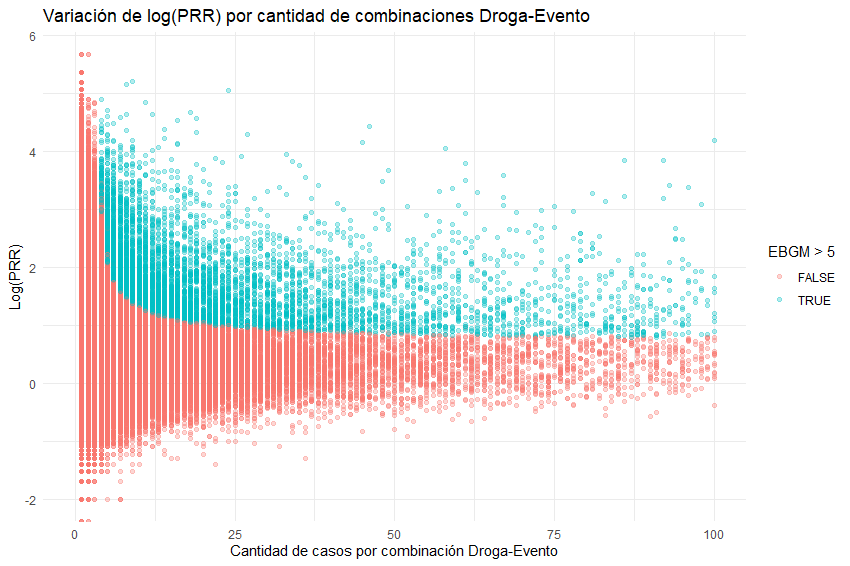 Variación de log(PRR) por cantidad de combinaciones Droga-Evento
6
4
2
0
-2
Log(PRR)
0 25 50 75 100
Cantidad de casos por combinación Droga-Evento
EBGM > 5
FALSE
TRUE